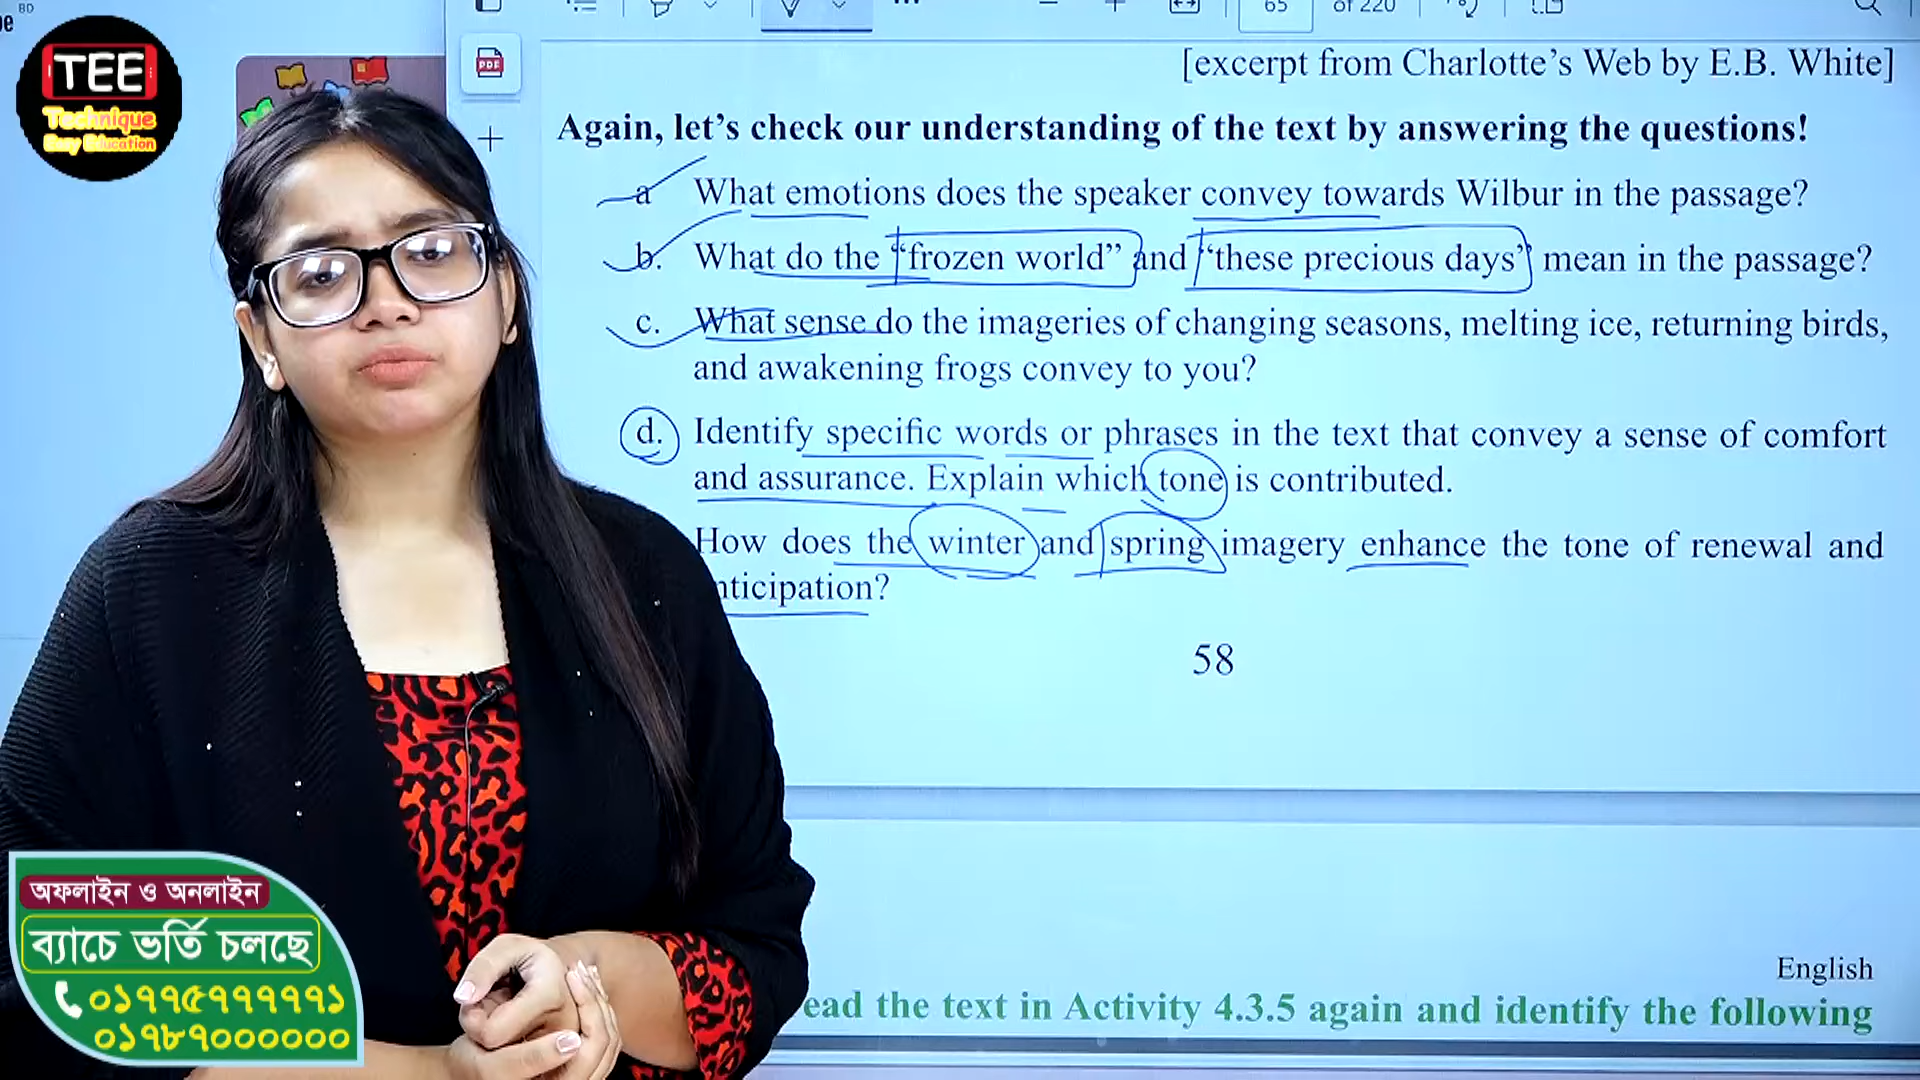 BD
TEE
Technique
Easy Education
65 of 220
PDF
[excerpt from Charlotte’s Web by E.B. White]
Again, let’s check our understanding of the text by answering the questions!
a What emotions does the speaker convey towards Wilbur in the passage?
b. What do the “frozen world” and “these precious days” mean in the passage?
c. What sense do the imageries of changing seasons, melting ice, returning birds,
and awakening frogs convey to you?
d. Identify specific words or phrases in the text that convey a sense of comfort
and assurance. Explain which tone is contributed.
How does the winter and spring imagery enhance the tone of renewal and
nticipation?
58
English
ead the text in Activity 4.3.5 again and identify the following
অফলাইন ও অনলাইন
ব্যাচে ভর্তি চলছে
০১৭৭৫৭৭৭৭৭১
০১৭৮৭০০০০০০